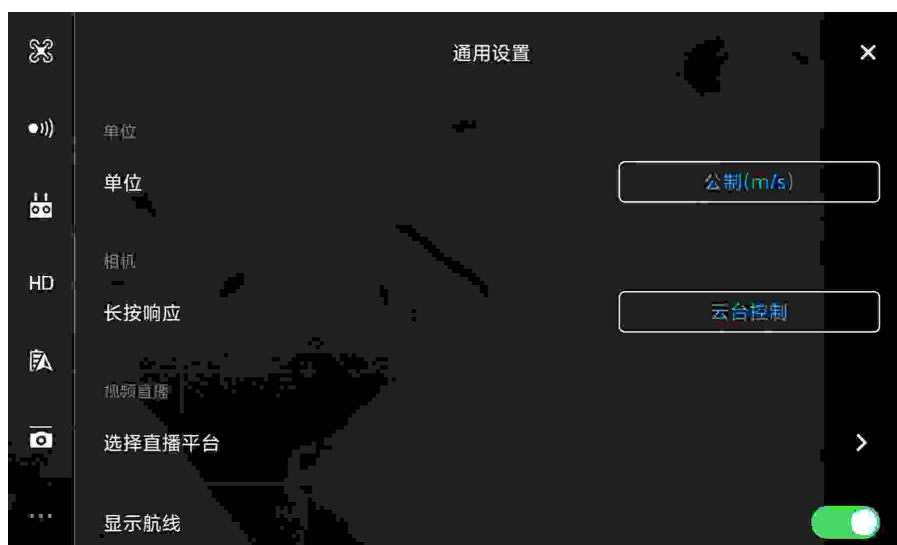 通用设置
单位
单位
公制(m/s)
相机
长按响应
云台控制
HD
视频直播
选择直播平台
显示航线